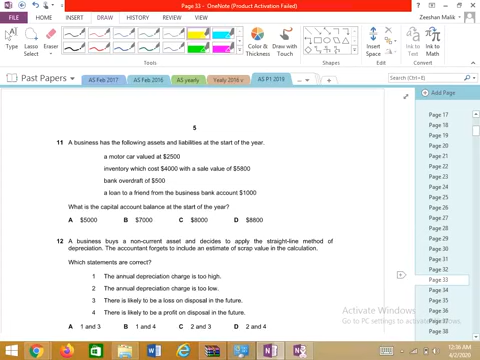 Page 33 - OneNote (Product Activation Failed)
Zeeshan Malik
FILE HOME INSERT DRAW HISTORY REVIEW VIEW
Type
Lasso Select
Eraser
Color & Thickness
Draw with Touch
Insert Space
Ink to Text
Ink to Math
Tools
Shapes
Edit
Convert
Past Papers
AS Feb 2017
AS Feb 2016
AS yearly
Yealy 2018 v
AS P1 2019
Search (Ctrl+E)
Add Page
Page 17
Page 18
Page 19
Page 20
Page 21
Page 22
Page 23
Page 24
Page 25
Page 26
Page 27
Page 28
Page 29
Page 30
Page 31
Page 32
Page 33
Page 34
Page 35
Page 36
Page 37
Page 38
5
11 A business has the following assets and liabilities at the start of the year.
a motor car valued at $2500
inventory which cost $4000 with a sale value of $5800
bank overdraft of $500
a loan to a friend from the business bank account $1000
What is the capital account balance at the start of the year?
A $5000 B $7000 C $8000 D $8800
12 A business buys a non-current asset and decides to apply the straight-line method of
depreciation. The accountant forgets to include an estimate of scrap value in the calculation.
Which statements are correct?
1 The annual depreciation charge is too high.
2 The annual depreciation charge is too low.
3 There is likely to be a loss on disposal in the future.
4 There is likely to be a profit on disposal in the future.
A 1 and 3 B 1 and 4 C 2 and 3 D 2 and 4
Activate Windows
Go to PC settings to activate Windows.
12:36 AM
4/2/2020